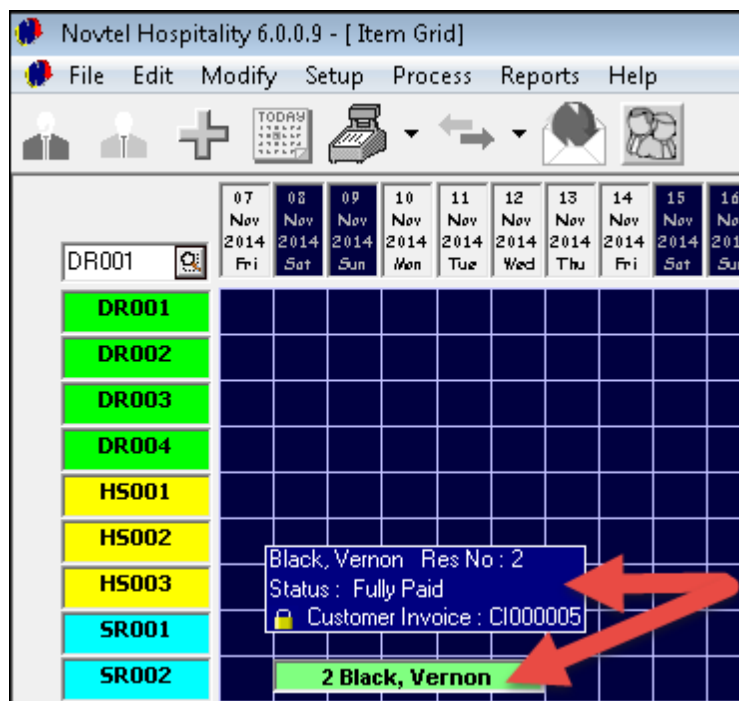 Novtel Hospitality 6.0.0.9 - [ Item Grid]
File Edit Modify Setup Process Reports Help
TODAY
07 08 09 10 11 12 13 14 15 16
Nov Nov Nov Nov Nov Nov Nov Nov Nov No
2014 2014 2014 2014 2014 2014 2014 2014 2014 201
Fri Sat Sun Mon Tue Wed Thu Fri Sat Su
DR001
DR001
DR002
DR003
DR004
HS001
HS002
HS003
SR001
SR002
Black, Vernon Res No : 2
Status : Fully Paid
Customer Invoice : CI000005
2 Black, Vernon